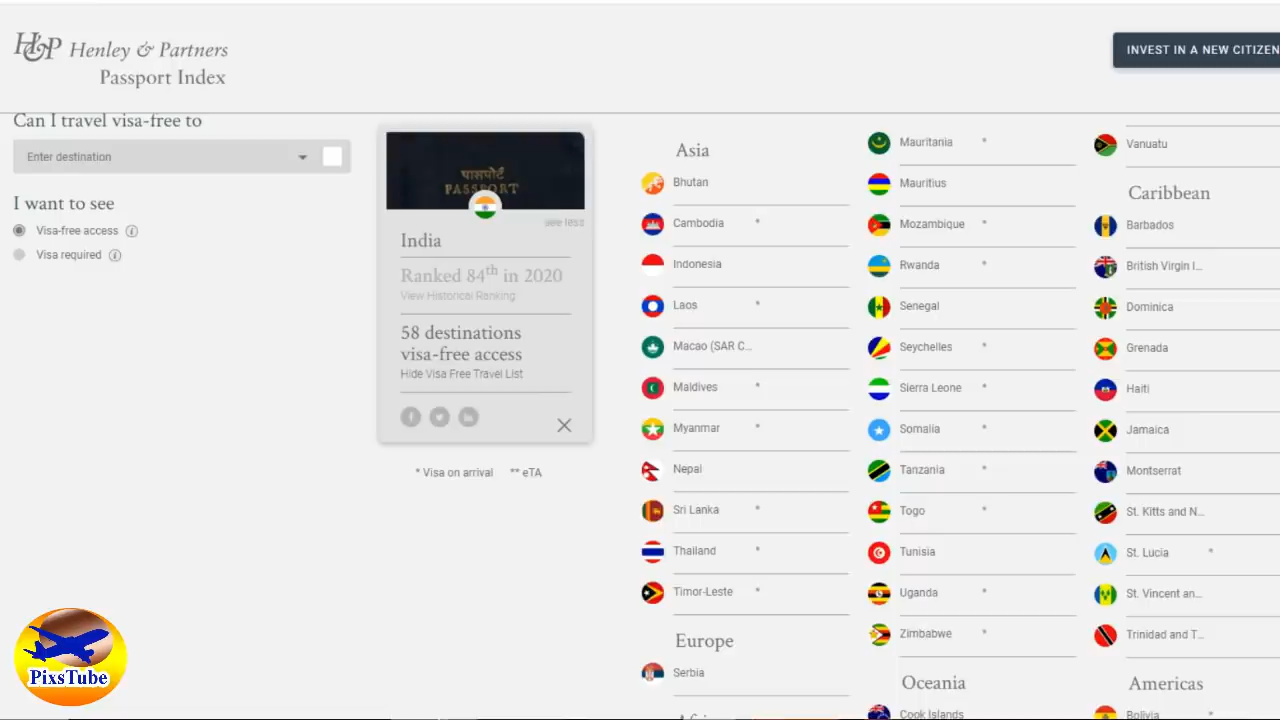 H&P Henley & Partners
Passport Index
INVEST IN A NEW CITIZEN
Can I travel visa-free to
Enter destination
I want to see
Visa-free access
Visa required
पासपोर्ट
PASSPORT
see less
India
Ranked 84th in 2020
View Historical Ranking
58 destinations
visa-free access
Hide Visa Free Travel List
* Visa on arrival ** eTA
Asia
Bhutan
Cambodia *
Indonesia
Laos *
Macao (SAR C...
Maldives *
Myanmar *
Nepal
Sri Lanka *
Thailand *
Timor-Leste *
Europe
Serbia
Mauritania *
Mauritius
Mozambique *
Rwanda *
Senegal
Seychelles *
Sierra Leone *
Somalia *
Tanzania *
Togo *
Tunisia
Uganda *
Zimbabwe *
Oceania
Cook Islands
Vanuatu
Caribbean
Barbados
British Virgin I...
Dominica
Grenada
Haiti
Jamaica
Montserrat
St. Kitts and N...
St. Lucia *
St. Vincent an...
Trinidad and T...
Americas
Bolivia *
PixsTube